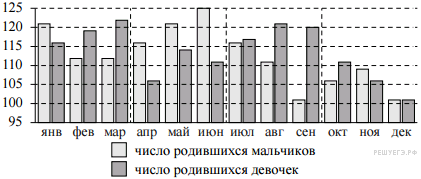 125
120
115
110
105
100
95
янв фев мар апр май июн июл авг сен окт ноя дек
число родившихся мальчиков
число родившихся девочек
РЕШУЕГЭ.РФ